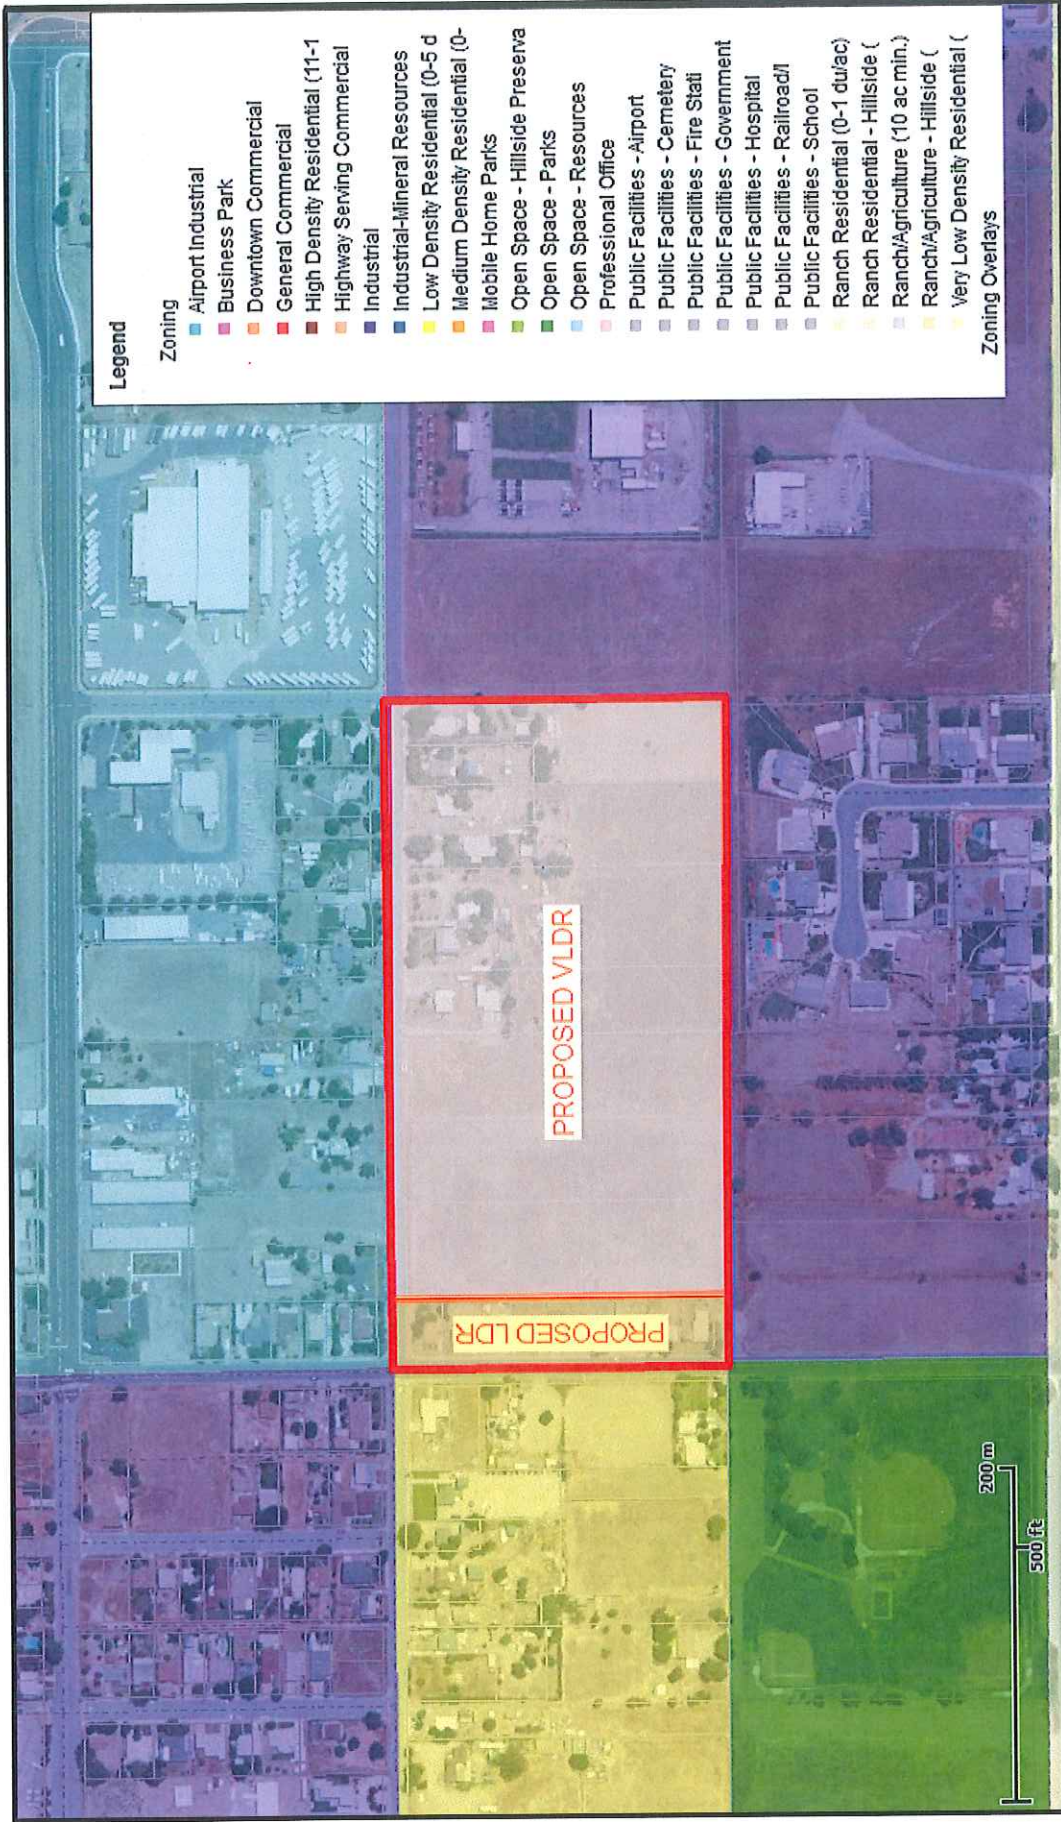 Legend
Zoning
Airport Industrial
Business Park
Downtown Commercial
General Commercial
High Density Residential (11-1
Highway Serving Commercial
Industrial
Industrial-Mineral Resources
Low Density Residential (0-5 d
Medium Density Residential (0-
Mobile Home Parks
Open Space - Hillside Preserva
Open Space - Parks
Open Space - Resources
Professional Office
Public Facilities - Airport
Public Facilities - Cemetery
Public Facilities - Fire Stati
Public Facilities - Government
Public Facilities - Hospital
Public Facilities - Railroad/I
Public Facilities - School
Ranch Residential (0-1 du/ac)
Ranch Residential - Hillside (
Ranch/Agriculture (10 ac min.)
Ranch/Agriculture - Hillside (
Very Low Density Residential (
Zoning Overlays
PROPOSED VLDR
PROPOSED LDR
200 m
500 ft